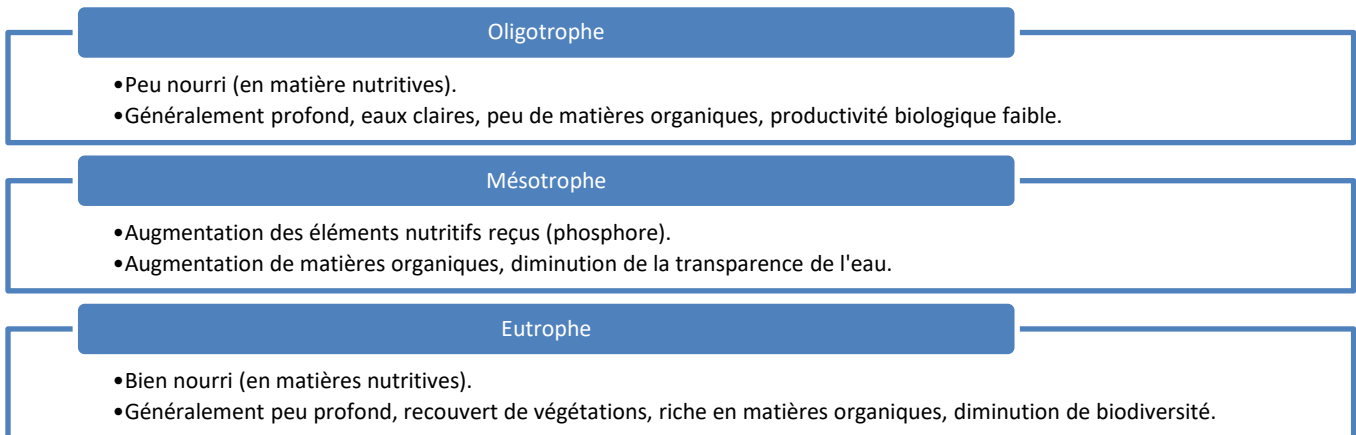 Oligotrophe
•Peu nourri (en matière nutritives).
•Généralement profond, eaux claires, peu de matières organiques, productivité biologique faible.
Mésotrophe
•Augmentation des éléments nutritifs reçus (phosphore).
•Augmentation de matières organiques, diminution de la transparence de l'eau.
Eutrophe
•Bien nourri (en matières nutritives).
•Généralement peu profond, recouvert de végétations, riche en matières organiques, diminution de biodiversité.